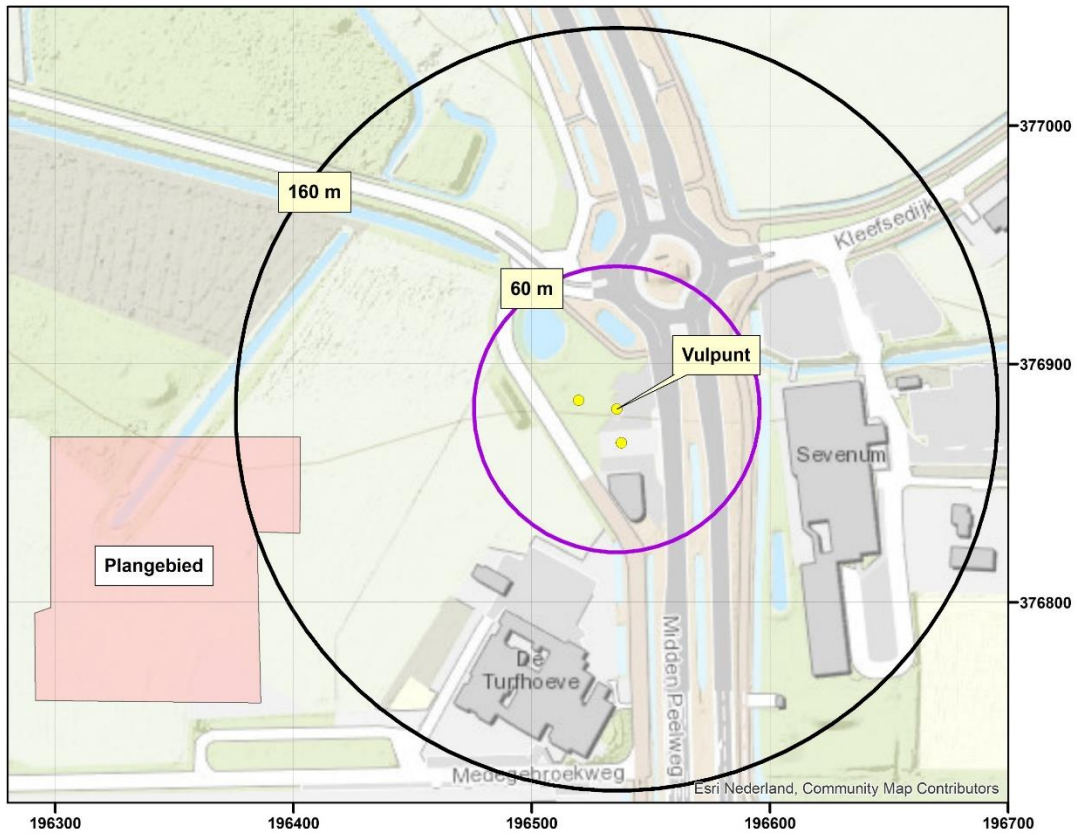 377000
160 m
Kleefsedijk
60 m
Vulpunt
376900
Sevenum
Plangebied
376800
De
Turfhoeve
Midden Peelweg
Medegebroekweg
Esri Nederland, Community Map Contributors
196300
196400
196500
196600
196700